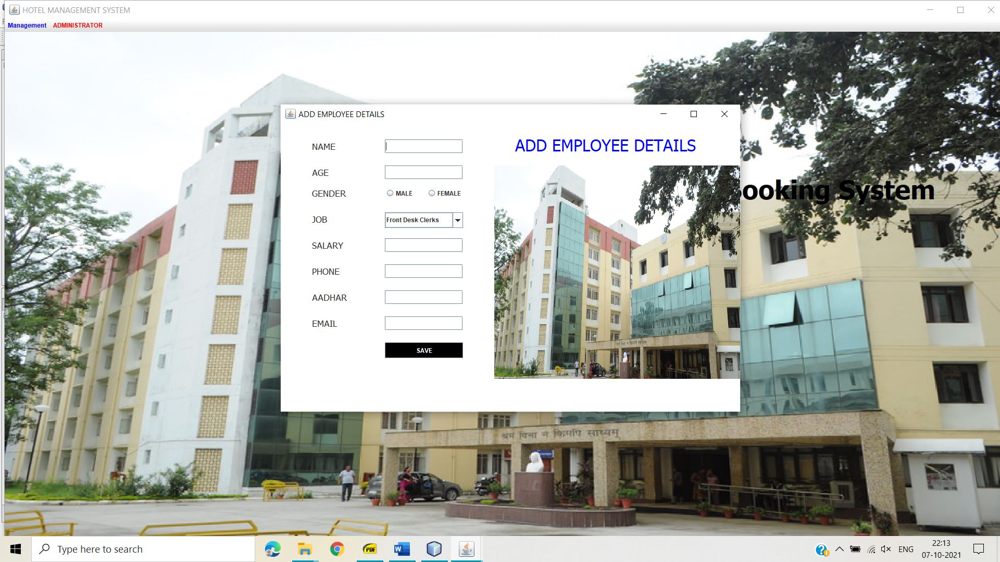 HOTEL MANAGEMENT SYSTEM
Management ADMINISTRATOR
ADD EMPLOYEE DETAILS
ADD EMPLOYEE DETAILS
NAME
AGE
GENDER MALE FEMALE
JOB Front Desk Clerks
SALARY
PHONE
AADHAR
EMAIL
SAVE
ooking System
श्रम विना न किमपि साध्यम्
Type here to search
PDF
ENG
22:13
07-10-2021